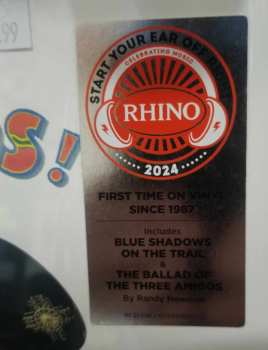 .99
START YOUR EAR OFF
CELEBRATING MUSIC
RHINO
2024
S!
FIRST TIME ON VINYL
SINCE 1987
Includes
BLUE SHADOWS
ON THE TRAIL
&
THE BALLAD OF
THE THREE AMIGOS
By Randy Newman